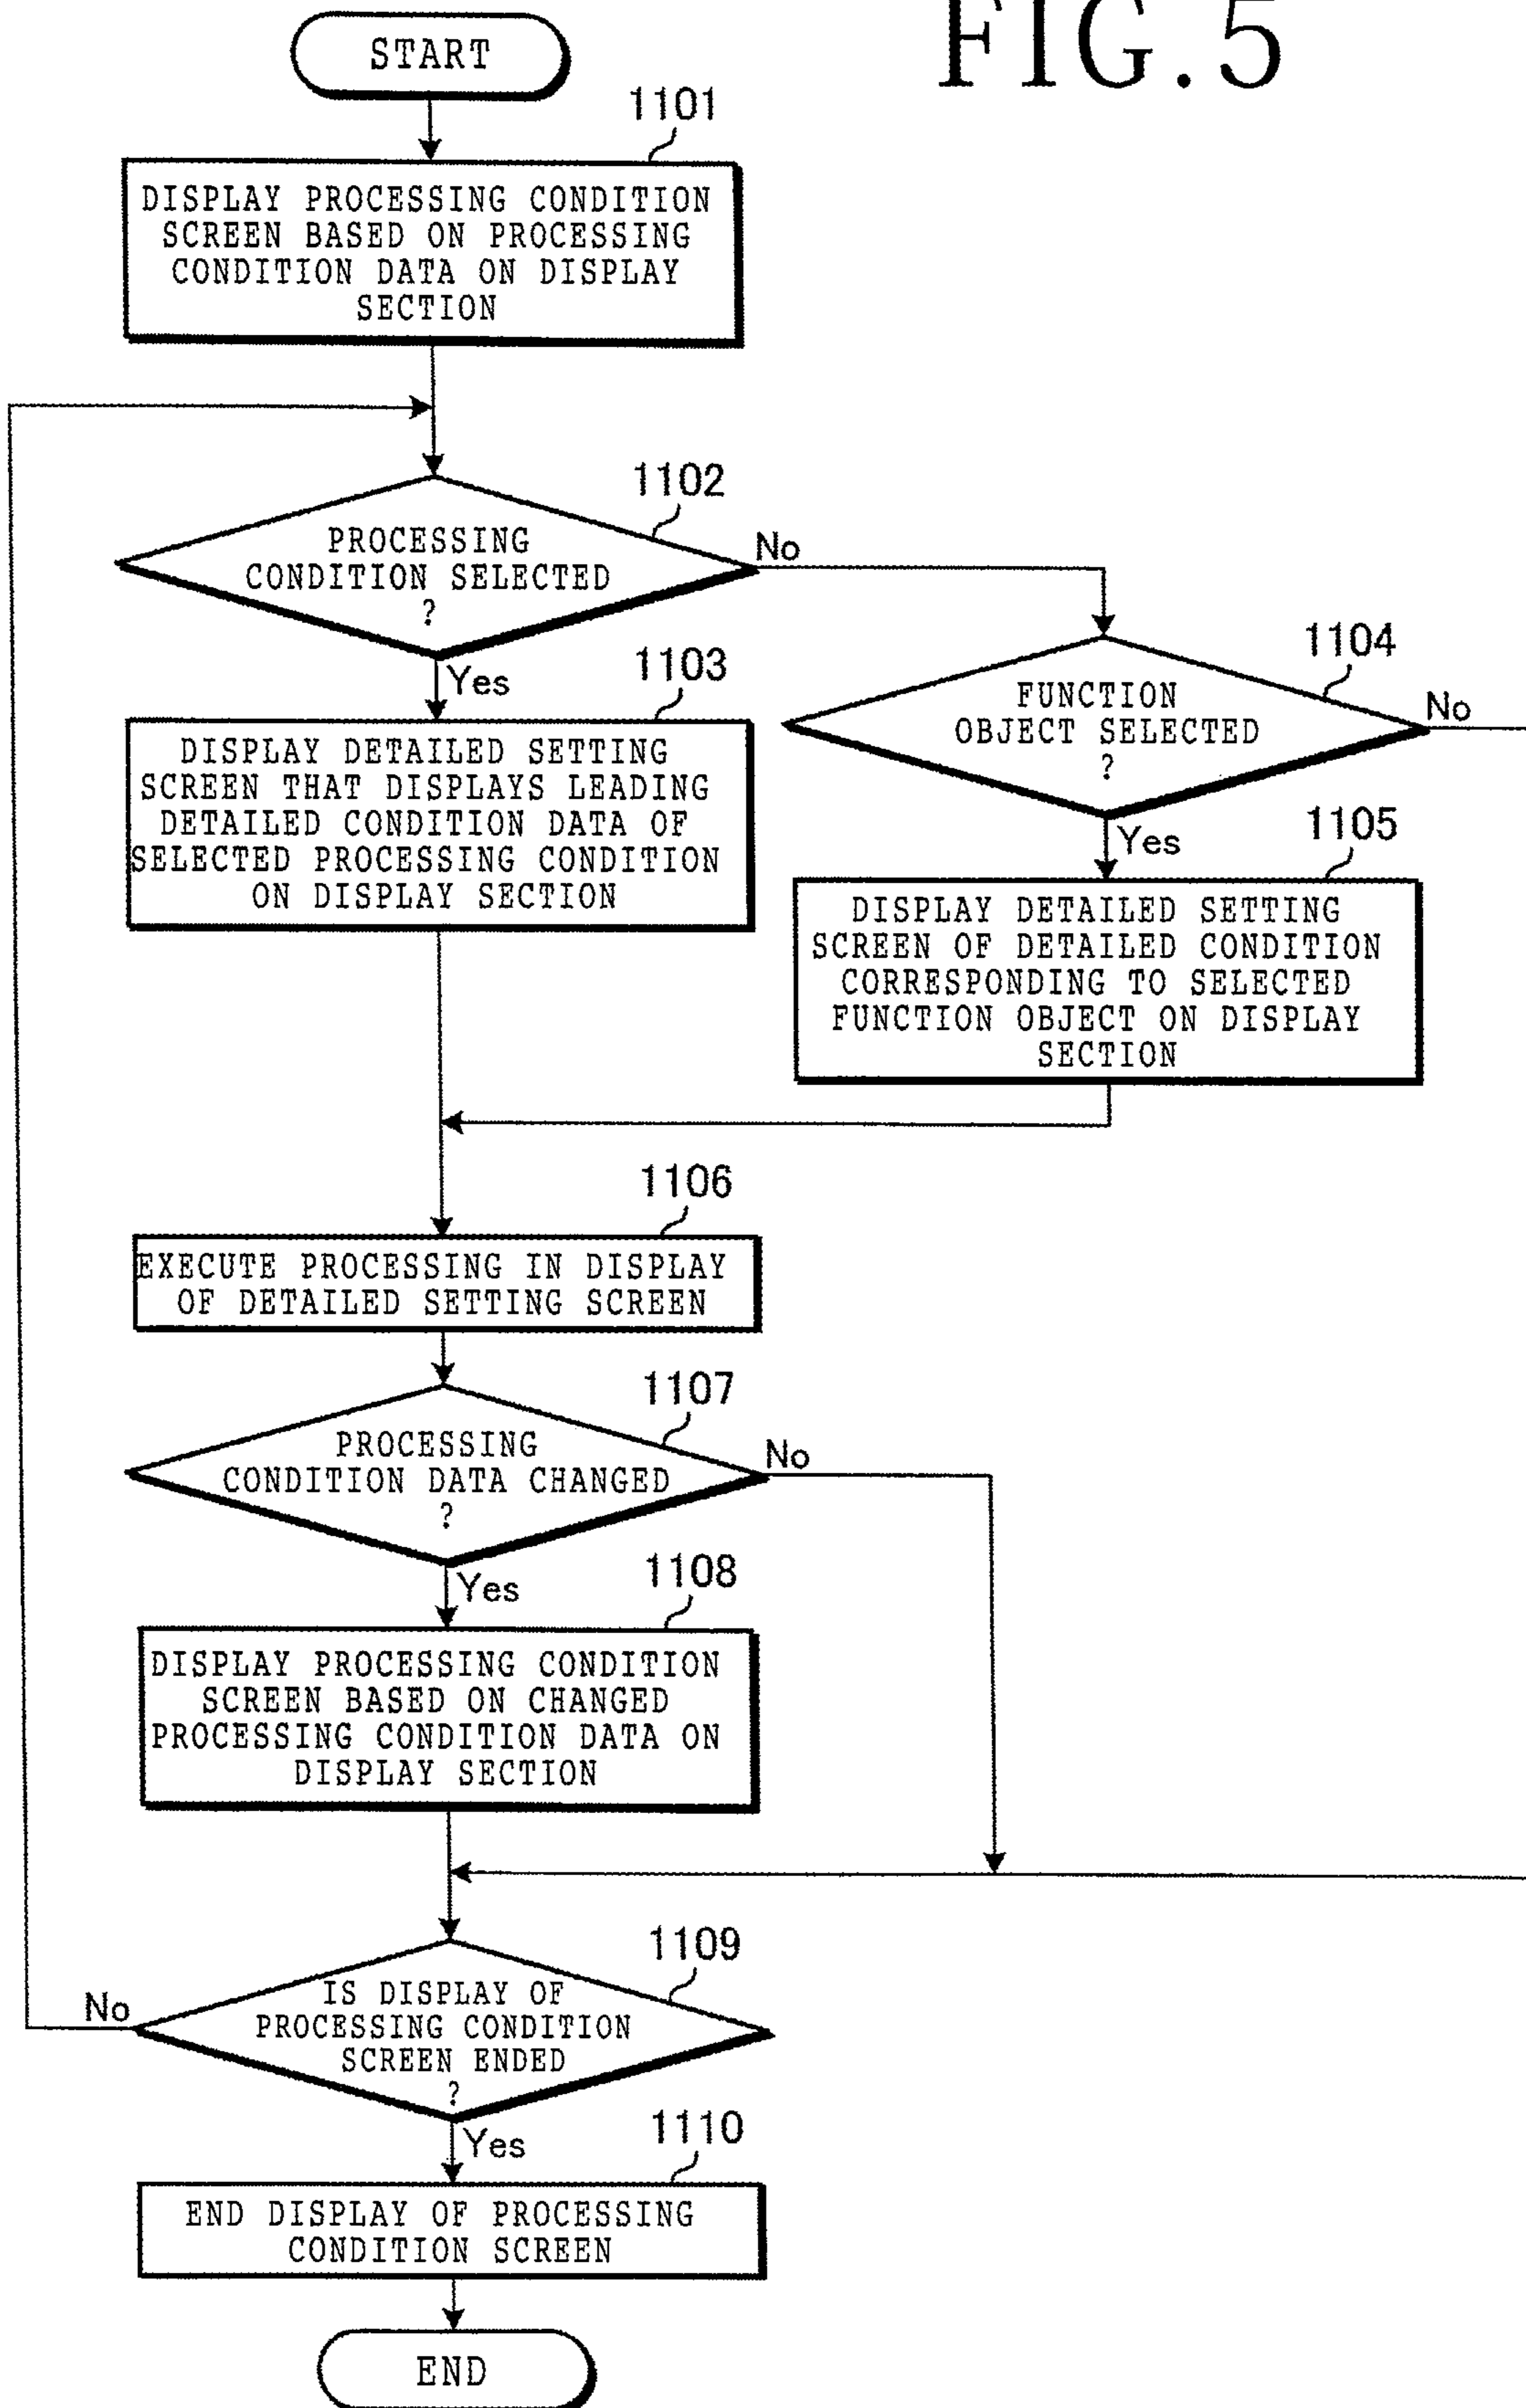 FIG.5
START
1101
DISPLAY PROCESSING CONDITION
SCREEN BASED ON PROCESSING
CONDITION DATA ON DISPLAY
SECTION
1102
PROCESSING
CONDITION SELECTED
?
No
Yes
1103
DISPLAY DETAILED SETTING
SCREEN THAT DISPLAYS LEADING
DETAILED CONDITION DATA OF
SELECTED PROCESSING CONDITION
ON DISPLAY SECTION
1104
FUNCTION
OBJECT SELECTED
?
No
Yes
1105
DISPLAY DETAILED SETTING
SCREEN OF DETAILED CONDITION
CORRESPONDING TO SELECTED
FUNCTION OBJECT ON DISPLAY
SECTION
1106
EXECUTE PROCESSING IN DISPLAY
OF DETAILED SETTING SCREEN
1107
PROCESSING
CONDITION DATA CHANGED
?
No
Yes
1108
DISPLAY PROCESSING CONDITION
SCREEN BASED ON CHANGED
PROCESSING CONDITION DATA ON
DISPLAY SECTION
1109
IS DISPLAY OF
PROCESSING CONDITION
SCREEN ENDED
?
No
Yes
1110
END DISPLAY OF PROCESSING
CONDITION SCREEN
END